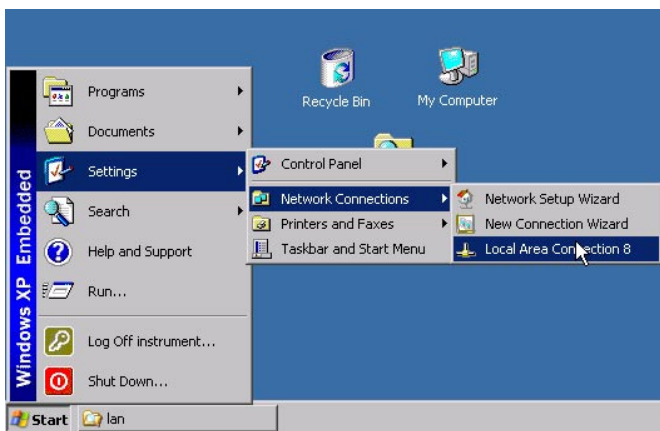 Recycle Bin
My Computer
Windows XP Embedded
Programs
Documents
Settings
Search
Help and Support
Run...
Log Off instrument...
Shut Down...
Control Panel
Network Connections
Printers and Faxes
Taskbar and Start Menu
Network Setup Wizard
New Connection Wizard
Local Area Connection 8
Start
lan